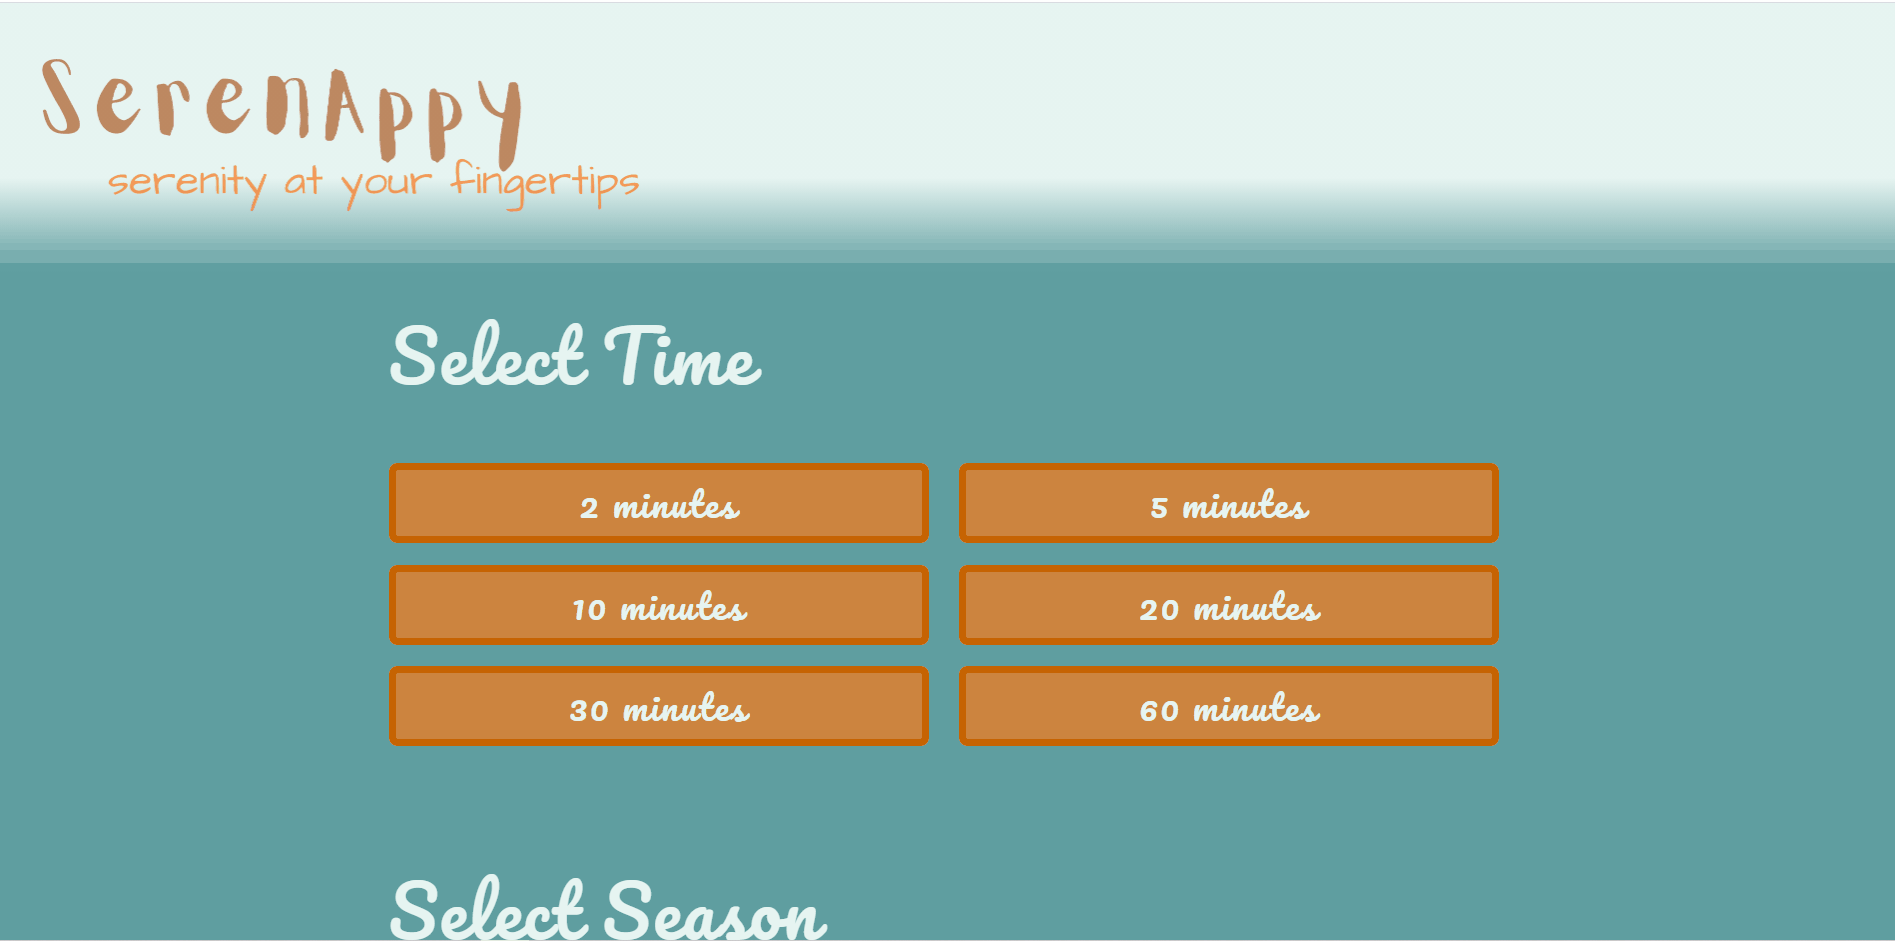 SerenAppy
serenity at your fingertips
Select Time
2 minutes
5 minutes
10 minutes
20 minutes
30 minutes
60 minutes
Select Season